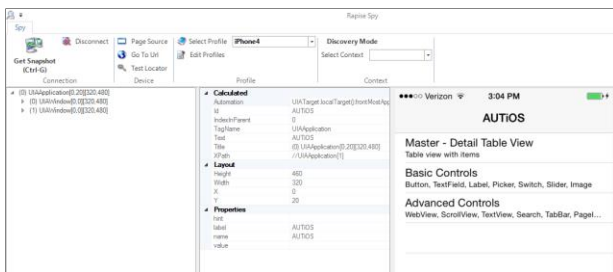 Rapise Spy
Spy
Get Snapshot
(Ctrl-G)
Disconnect
Connection
Page Source
Go To Url
Test Locator
Device
Select Profile iPhone4
Edit Profiles
Profile
Discovery Mode
Select Context
Context
(0) UIAApplication[0,20][320,480]
(0) UIAWindow[0,0][320,480]
(1) UIAWindow[0,0][320,480]
Calculated
Automation UIATarget.localTarget().frontMostApp
Id AUTiOS
IndexInParent 0
TagName UIAApplication
Text AUTiOS
Title (0) UIAApplication[0,20][320,480]
XPath //UIAApplication[1]
Layout
Height 460
Width 320
X 0
Y 20
Properties
hint
label AUTiOS
name AUTiOS
value
Verizon 3:04 PM
AUTiOS
Master - Detail Table View
Table view with items
Basic Controls
Button, TextField, Label, Picker, Switch, Slider, Image
Advanced Controls
WebView, ScrollView, TextView, Search, TabBar, Pagel...